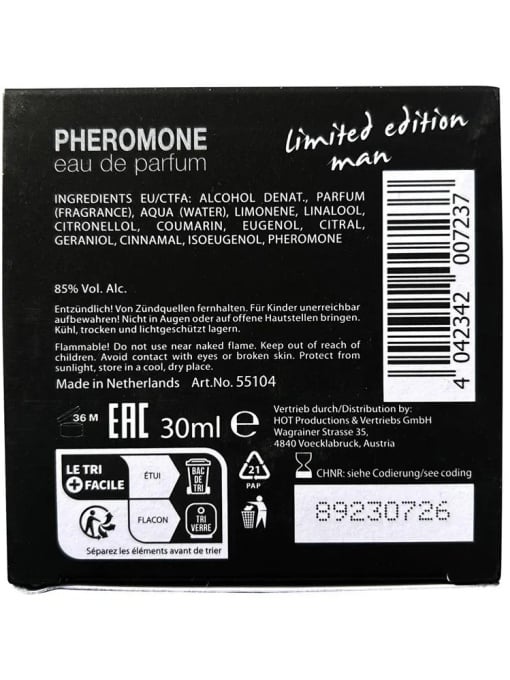 PHEROMONE
eau de parfum
limited edition
man
INGREDIENTS EU/CTFA: ALCOHOL DENAT., PARFUM
(FRAGRANCE), AQUA (WATER), LIMONENE, LINALOOL,
CITRONELLOL, COUMARIN, EUGENOL, CITRAL,
GERANIOL, CINNAMAL, ISOEUGENOL, PHEROMONE
85% Vol. Alc.
Entzündlich! Von Zündquellen fernhalten. Für Kinder unerreichbar
aufbewahren! Nicht in Augen oder auf offene Hautstellen bringen.
Kühl, trocken und lichtgeschützt lagern.
Flammable! Do not use near naked flame. Keep out of reach of
children. Avoid contact with eyes or broken skin. Protect from
sunlight, store in a cool, dry place.
Made in Netherlands Art.No. 55104
4 042342 007237
36 M
EAC
30ml e
Vertrieb durch/Distribution by:
HOT Productions & Vertriebs GmbH
Wagrainer Strasse 35,
4840 Voecklabruck, Austria
LE TRI
+ FACILE
ÉTUI
BAC
DE
TRI
FLACON
TRI
VERRE
Séparez les éléments avant de trier
21
PAP
CHNR: siehe Codierung/see coding
89230726